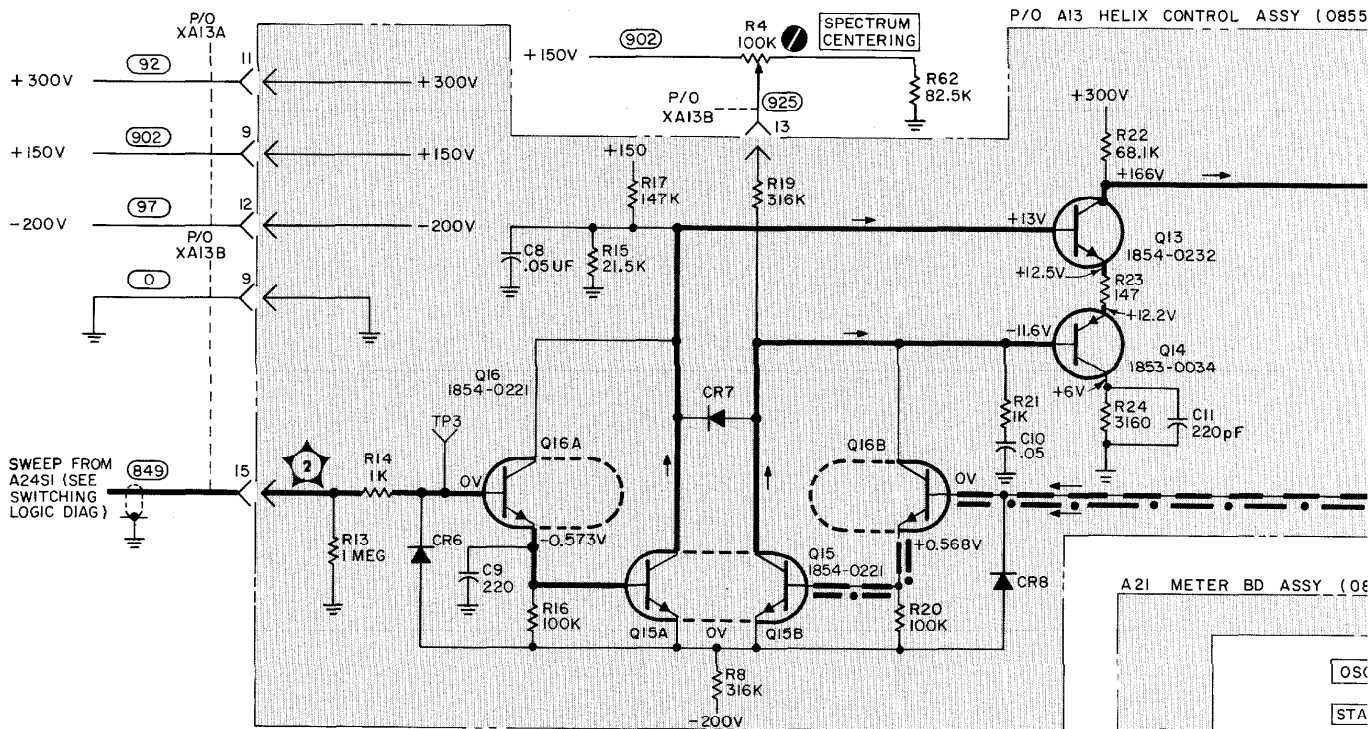 P/O
XA13A
11
92
+300V
+300V
9
902
+150V
+150V
12
97
-200V
-200V
P/O
XA13B
9
0
902
+150V
R4
100K
SPECTRUM
CENTERING
R62
82.5K
P/O
XA13B
925
13
P/O A13 HELIX CONTROL ASSY (0855
+300V
R22
68.1K
+166V
+150
R17
147K
R19
316K
C8
.05UF
R15
21.5K
+13V
Q13
1854-0232
+12.5V
R23
147
+12.2V
-11.6V
Q14
1853-0034
+6V
R24
3160
C11
220pF
Q16
1854-0221
CR7
R21
1K
C10
.05
TP3
Q16A
Q16B
SWEEP FROM
A24S1 (SEE
SWITCHING
LOGIC DIAG)
849
15
2
R14
1K
0V
0V
R13
1 MEG
CR6
-0.573V
C9
220
R16
100K
Q15
1854-0221
+0.568V
R20
100K
CR8
Q15A
0V
Q15B
R8
316K
-200V
A21 METER BD ASSY (08
OSC
STA